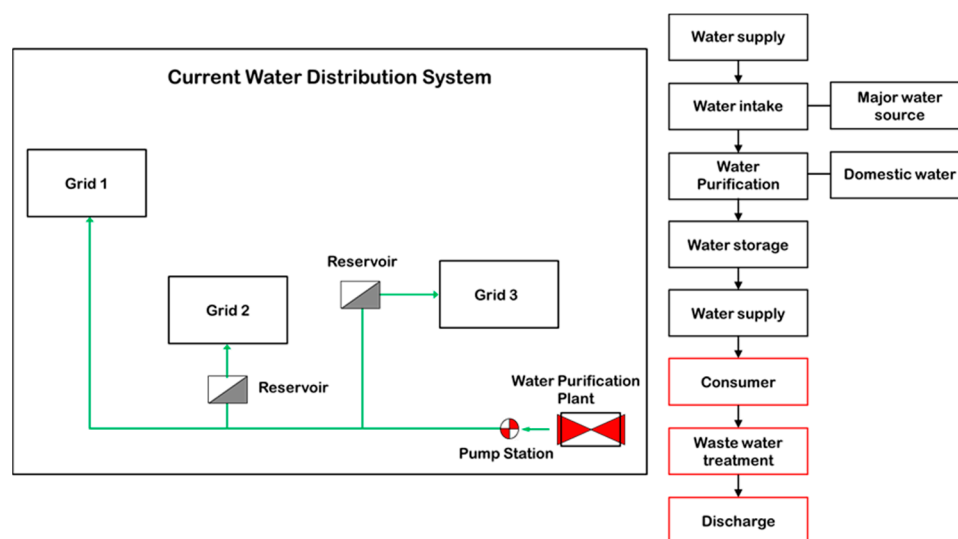 Current Water Distribution System
Grid 1
Reservoir
Grid 2
Grid 3
Reservoir
Water Purification
Plant
Pump Station
Water supply
Water intake
Major water
source
Water
Purification
Domestic water
Water storage
Water supply
Consumer
Waste water
treatment
Discharge